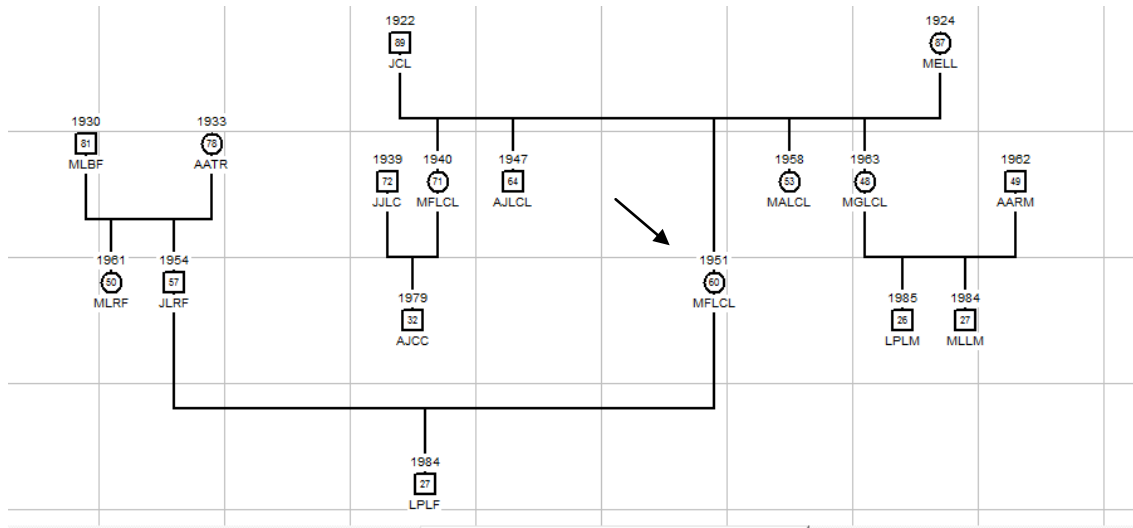 1922 1924
89 87
JCL MELL
1930 1933
81 78
MLBF AATR
1939 1940 1947 1958 1963 1962
72 71 64 53 48 49
JJLC MFLCL AJLCL MALCL MGLCL AARM
1961 1954 1951
50 57 60
MLRF JLRF MFLCL
1979 1985 1984
32 26 27
AJCC LPLM MLLM
1984
27
LPLF